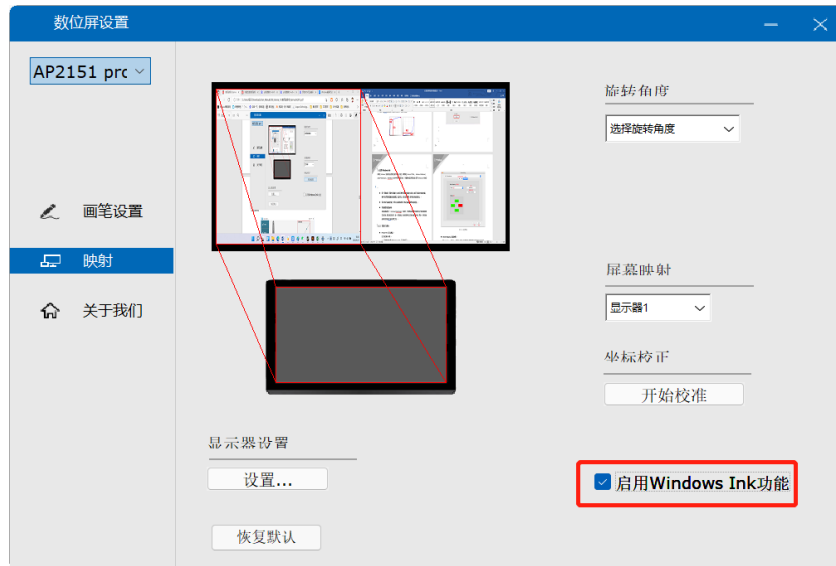 数位屏设置
AP2151 prc
画笔设置
映射
关于我们
旋转角度
选择旋转角度
屏幕映射
显示器1
坐标校正
开始校准
显示器设置
设置...
恢复默认
启用Windows Ink功能